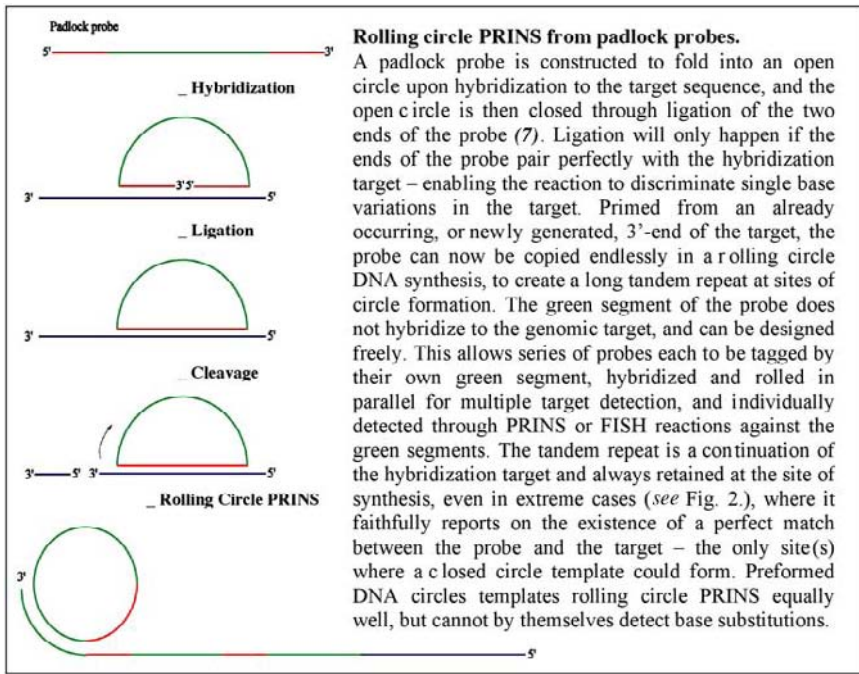 Padlock probe
5' 3'
_ Hybridization
3'5'
3' 5'
_ Ligation
3' 5'
_ Cleavage
3' 5' 3' 5'
_ Rolling Circle PRINS
3'
5'
Rolling circle PRINS from padlock probes.
A padlock probe is constructed to fold into an open
circle upon hybridization to the target sequence, and the
open circle is then closed through ligation of the two
ends of the probe (7). Ligation will only happen if the
ends of the probe pair perfectly with the hybridization
target – enabling the reaction to discriminate single base
variations in the target. Primed from an already
occurring, or newly generated, 3’-end of the target, the
probe can now be copied endlessly in a rolling circle
DNA synthesis, to create a long tandem repeat at sites of
circle formation. The green segment of the probe does
not hybridize to the genomic target, and can be designed
freely. This allows series of probes each to be tagged by
their own green segment, hybridized and rolled in
parallel for multiple target detection, and individually
detected through PRINS or FISH reactions against the
green segments. The tandem repeat is a continuation of
the hybridization target and always retained at the site of
synthesis, even in extreme cases (see Fig. 2.), where it
faithfully reports on the existence of a perfect match
between the probe and the target – the only site(s)
where a closed circle template could form. Preformed
DNA circles templates rolling circle PRINS equally
well, but cannot by themselves detect base substitutions.